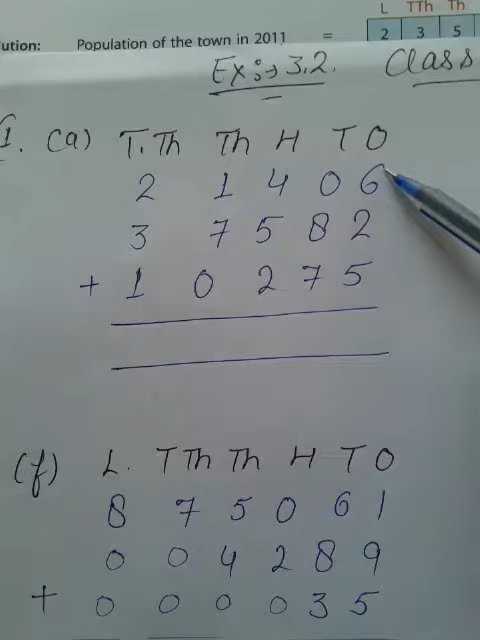 L TTh Th
ution: Population of the town in 2011 = 2 3 5
Ex:→3.2. Class
1. (a) T.Th Th H T O
2 1 4 0 6
3 7 5 8 2
+ 1 0 2 7 5
(f) L. T Th Th H T O
8 7 5 0 6 1
0 0 4 2 8 9
+ 0 0 0 0 3 5